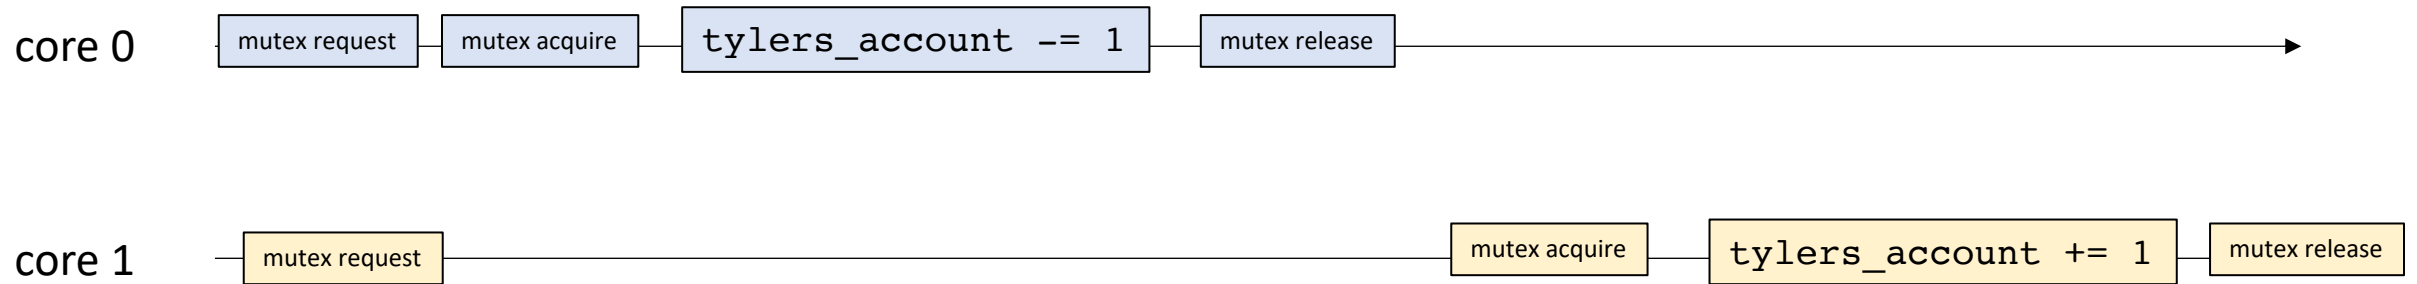 core 0 mutex request mutex acquire tylers_account -= 1 mutex release
core 1 mutex request mutex acquire tylers_account += 1 mutex release